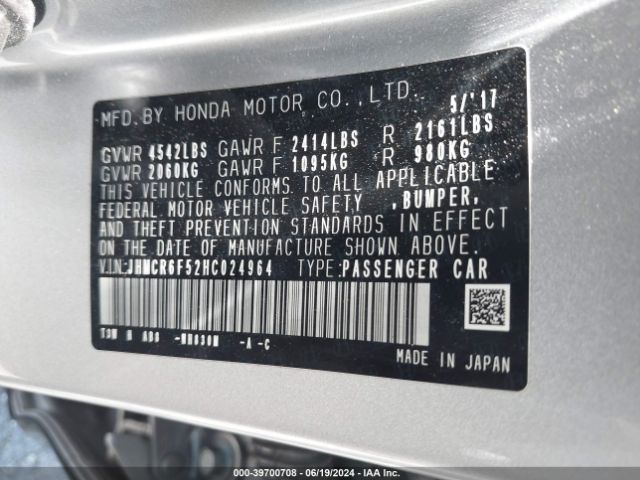 MFD. BY HONDA MOTOR CO.,LTD. 5/'17
GVWR 4542LBS GAWR F 2414LBS R 2161LBS
GVWR 2060KG GAWR F 1095KG R 980KG
THIS VEHICLE CONFORMS TO ALL APPLICABLE
FEDERAL MOTOR VEHICLE SAFETY ,BUMPER,
AND THEFT PREVENTION STANDARDS IN EFFECT
ON THE DATE OF MANUFACTURE SHOWN ABOVE.
V.I.N:JHMCR6F52HC024964 TYPE:PASSENGER CAR
-A -C
MADE IN JAPAN
000-39700708 - 06/19/2024 - IAA Inc.